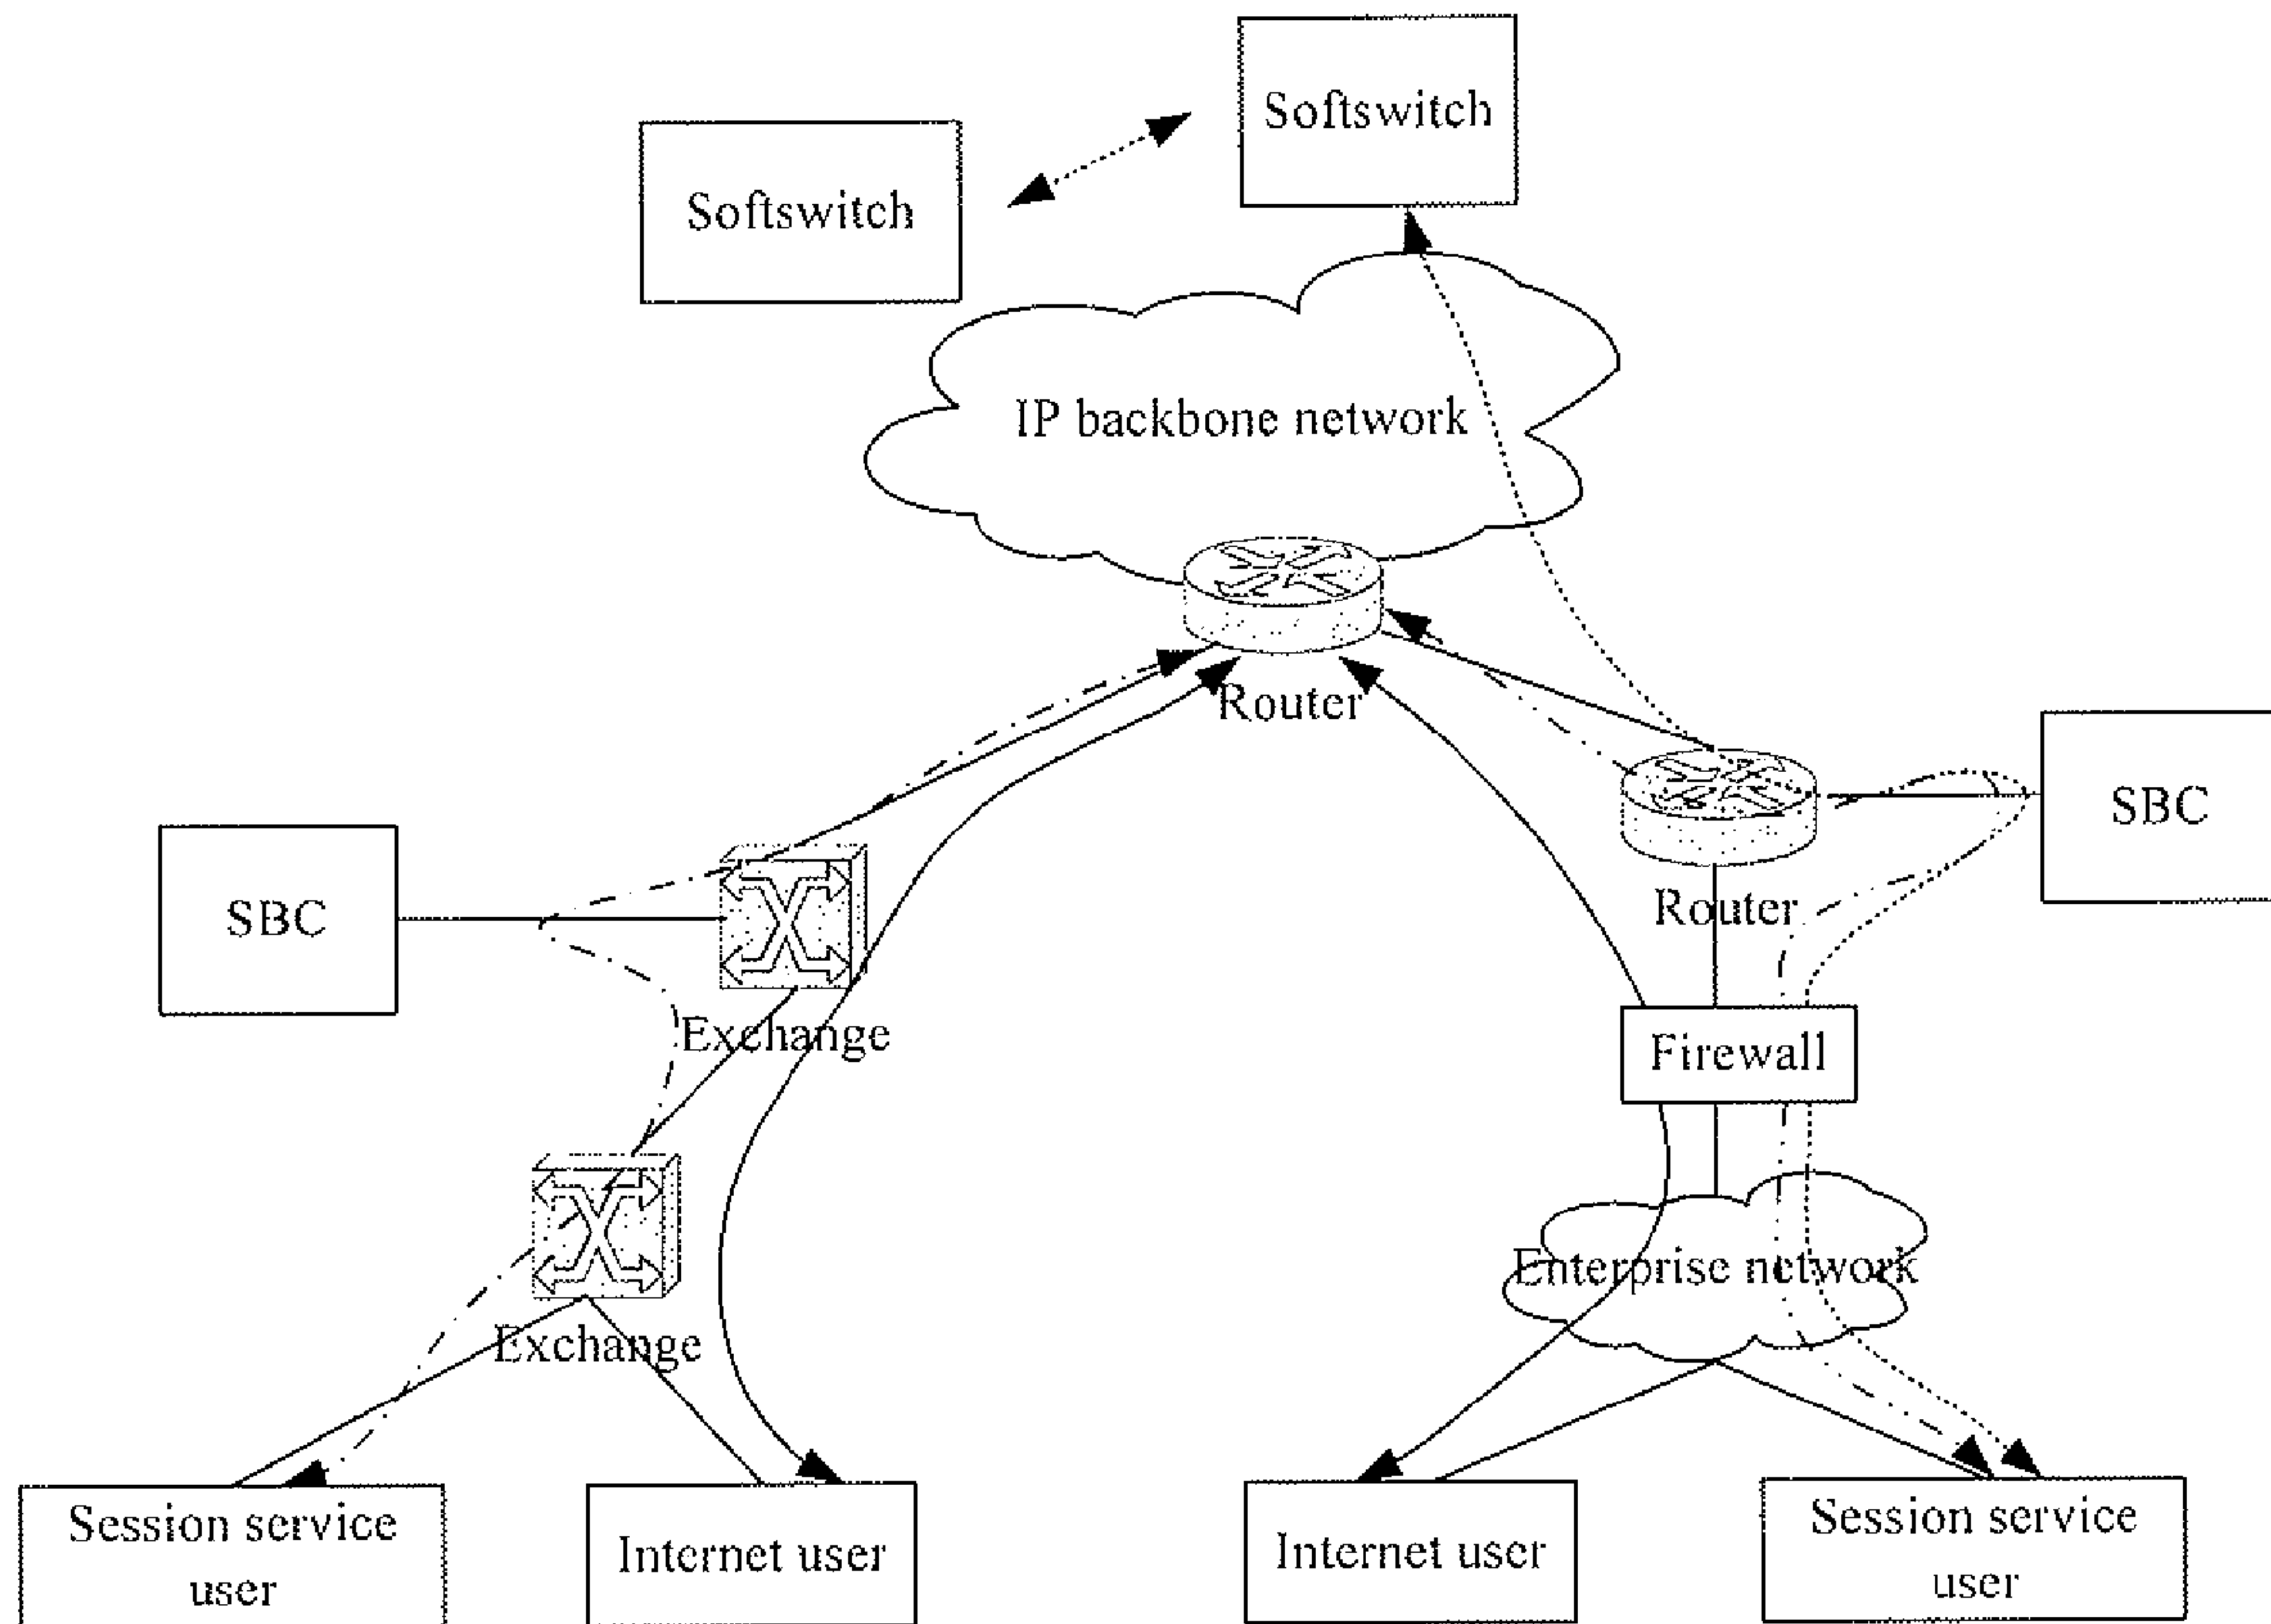 Softswitch
Softswitch
IP backbone network
Router
SBC
Router
SBC
Exchange
Firewall
Enterprise network
Exchange
Session service
user
Internet user
Internet user
Session service
user